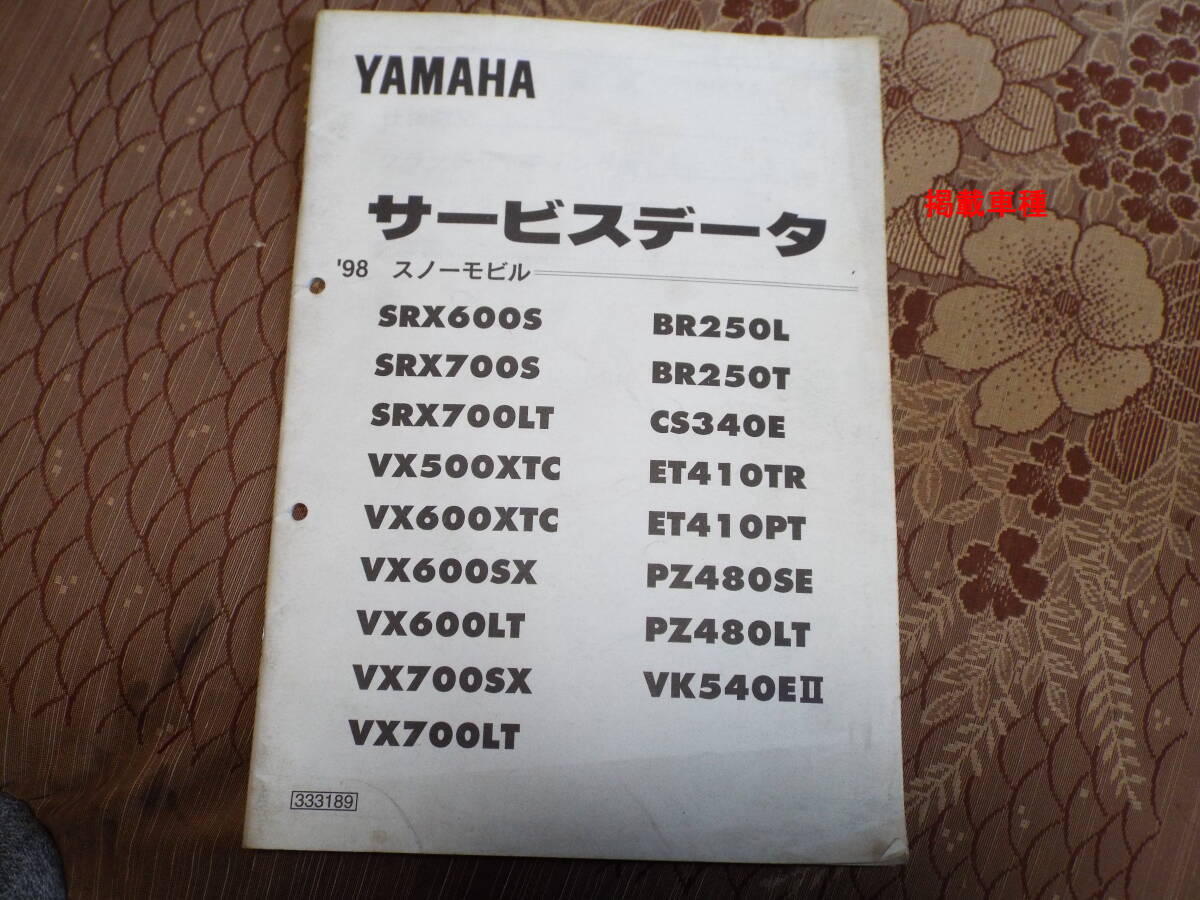 YAMAHA
サービスデータ
'98 スノーモビル
SRX600S
SRX700S
SRX700LT
VX500XTC
VX600XTC
VX600SX
VX600LT
VX700SX
VX700LT
BR250L
BR250T
CS340E
ET410TR
ET410PT
PZ480SE
PZ480LT
VK540EⅡ
333189
掲載車種